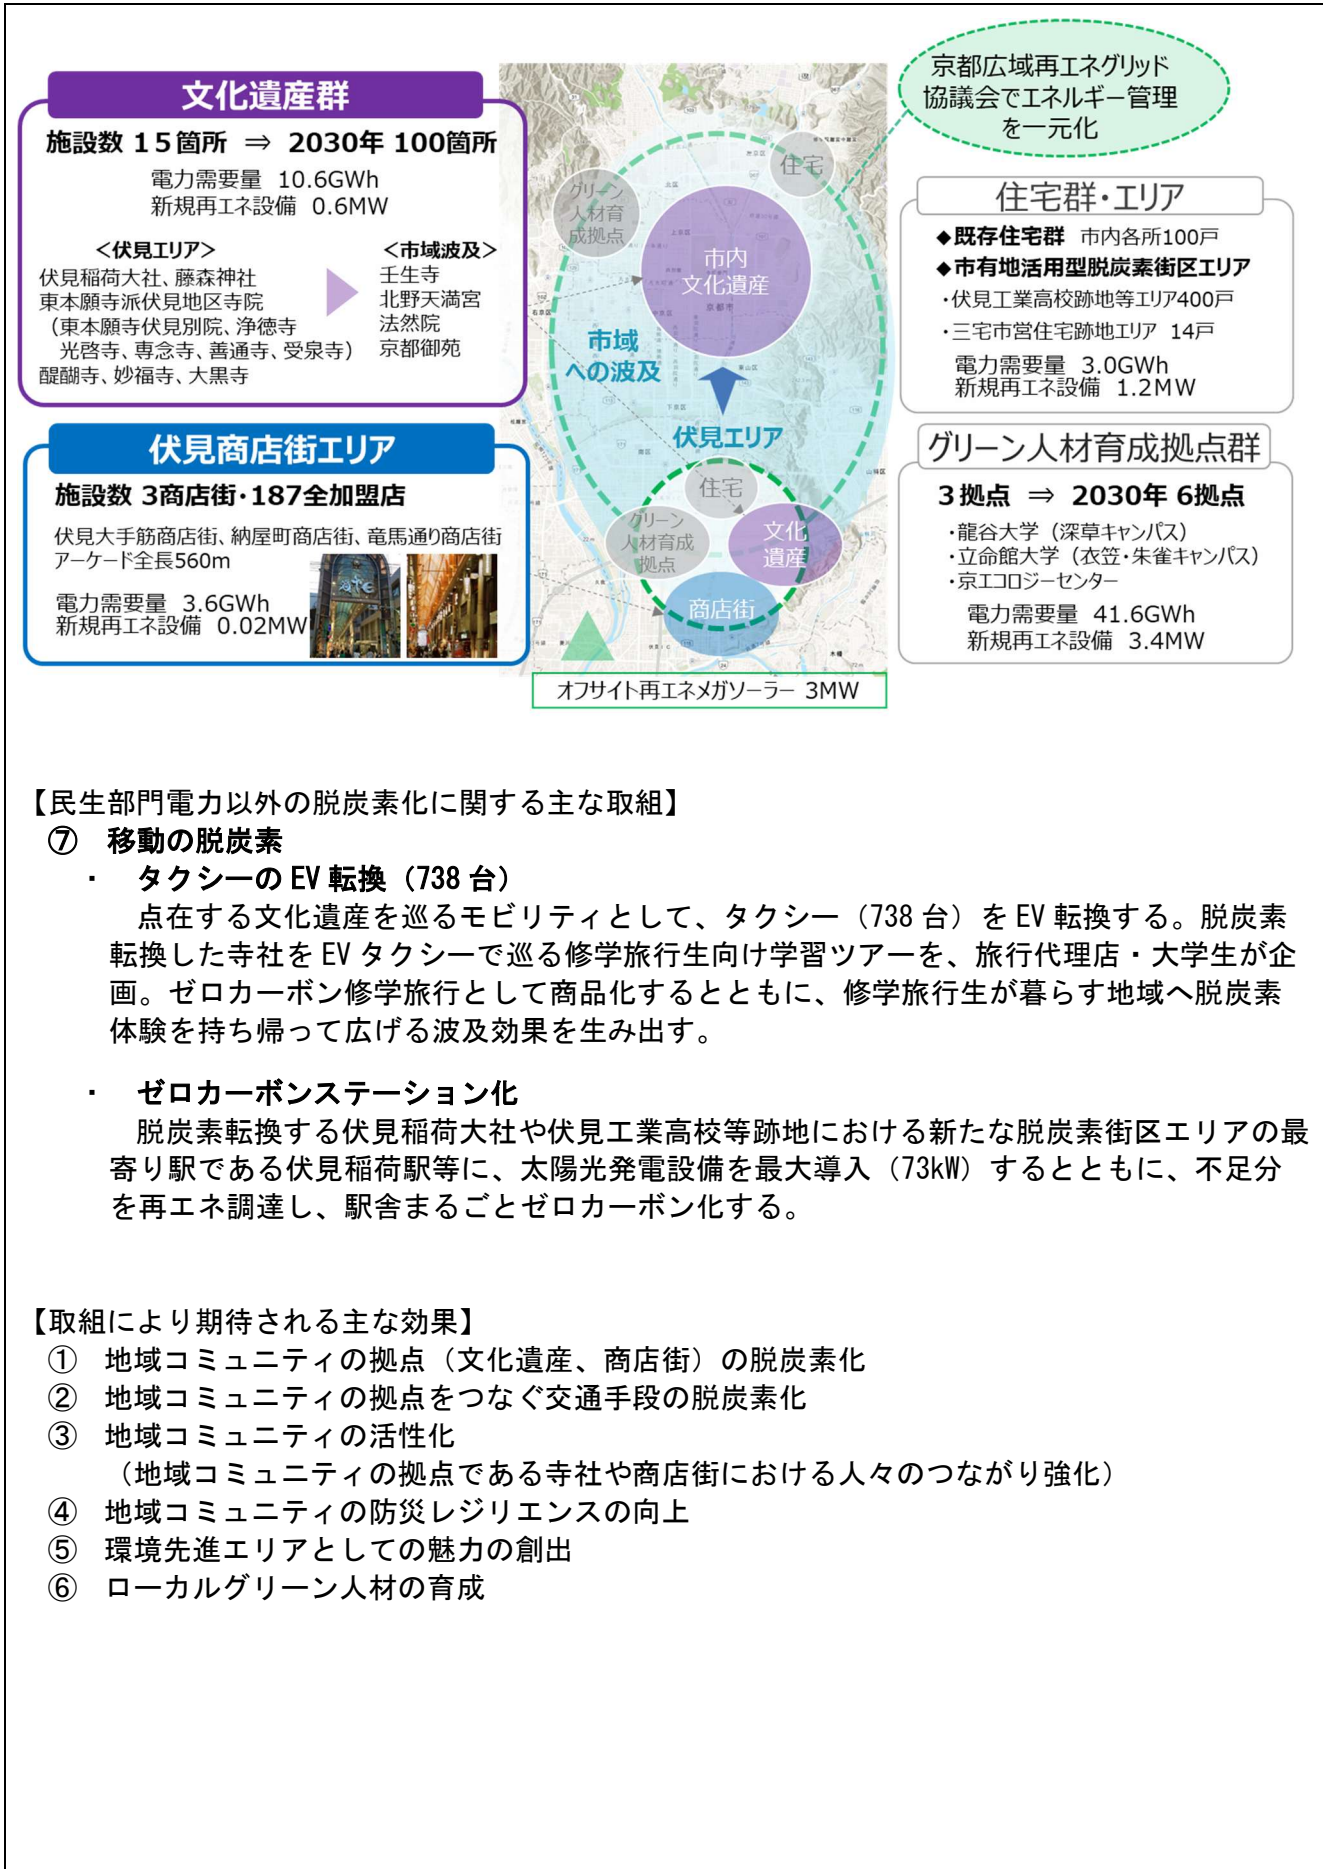 文化遺産群
施設数 15箇所 ⇒ 2030年 100箇所
電力需要量 10.6GWh
新規再エネ設備 0.6MW
＜伏見エリア＞
伏見稲荷大社、藤森神社
東本願寺派伏見地区寺院
（東本願寺伏見別院、浄徳寺
光啓寺、専念寺、善通寺、受泉寺）
醍醐寺、妙福寺、大黒寺
＜市域波及＞
壬生寺
北野天満宮
法然院
京都御苑
伏見商店街エリア
施設数 3商店街・187全加盟店
伏見大手筋商店街、納屋町商店街、竜馬通り商店街
アーケード全長560m
電力需要量 3.6GWh
新規再エネ設備 0.02MW
グリーン
人材育
成拠点
住宅
市内
文化遺産
市域
への波及
伏見エリア
住宅
グリーン
人材育成
拠点
文化
遺産
商店街
オフサイト再エネメガソーラー 3MW
京都広域再エネグリッド
協議会でエネルギー管理
を一元化
住宅群・エリア
◆既存住宅群 市内各所100戸
◆市有地活用型脱炭素街区エリア
・伏見工業高校跡地等エリア400戸
・三宅市営住宅跡地エリア 14戸
電力需要量 3.0GWh
新規再エネ設備 1.2MW
グリーン人材育成拠点群
3拠点 ⇒ 2030年 6拠点
・龍谷大学（深草キャンパス）
・立命館大学（衣笠・朱雀キャンパス）
・京エコロジーセンター
電力需要量 41.6GWh
新規再エネ設備 3.4MW
【民生部門電力以外の脱炭素化に関する主な取組】
⑦ 移動の脱炭素
・ タクシーの EV 転換（738 台）
点在する文化遺産を巡るモビリティとして、タクシー（738 台）を EV 転換する。脱炭素
転換した寺社を EV タクシーで巡る修学旅行生向け学習ツアーを、旅行代理店・大学生が企
画。ゼロカーボン修学旅行として商品化するとともに、修学旅行生が暮らす地域へ脱炭素
体験を持ち帰って広げる波及効果を生み出す。
・ ゼロカーボンステーション化
脱炭素転換する伏見稲荷大社や伏見工業高校等跡地における新たな脱炭素街区エリアの最
寄り駅である伏見稲荷駅等に、太陽光発電設備を最大導入（73kW）するとともに、不足分
を再エネ調達し、駅舎まるごとゼロカーボン化する。
【取組により期待される主な効果】
① 地域コミュニティの拠点（文化遺産、商店街）の脱炭素化
② 地域コミュニティの拠点をつなぐ交通手段の脱炭素化
③ 地域コミュニティの活性化
（地域コミュニティの拠点である寺社や商店街における人々のつながり強化）
④ 地域コミュニティの防災レジリエンスの向上
⑤ 環境先進エリアとしての魅力の創出
⑥ ローカルグリーン人材の育成